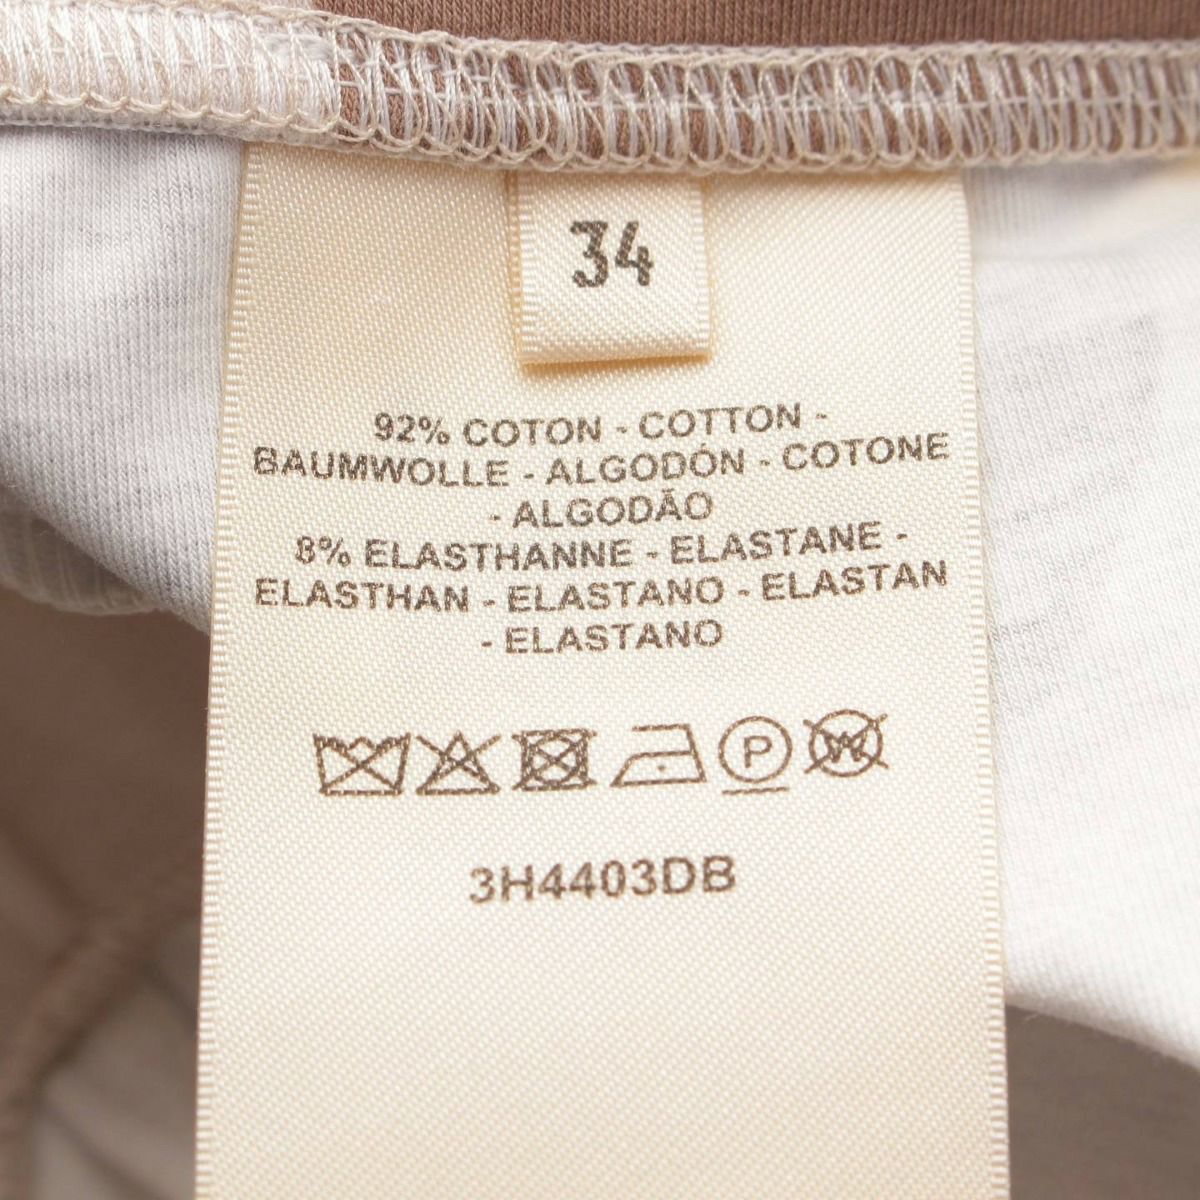 34
92% COTON - COTTON -
BAUMWOLLE - ALGODÓN - COTONE
- ALGODÃO
8% ELASTHANNE - ELASTANE -
ELASTHAN - ELASTANO - ELASTAN
- ELASTANO
P W
3H4403DB